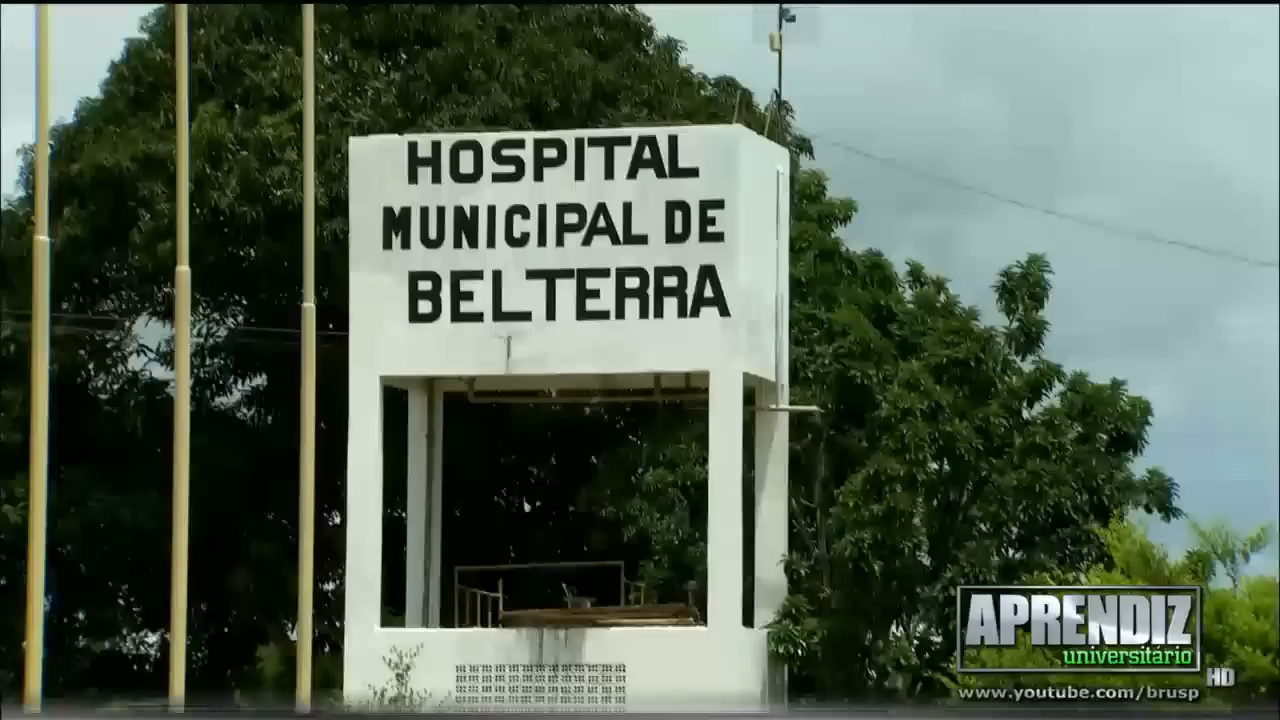 HOSPITAL
MUNICIPAL DE
BELTERRA
APRENDIZ
universitário
HD
www.youtube.com/brusp